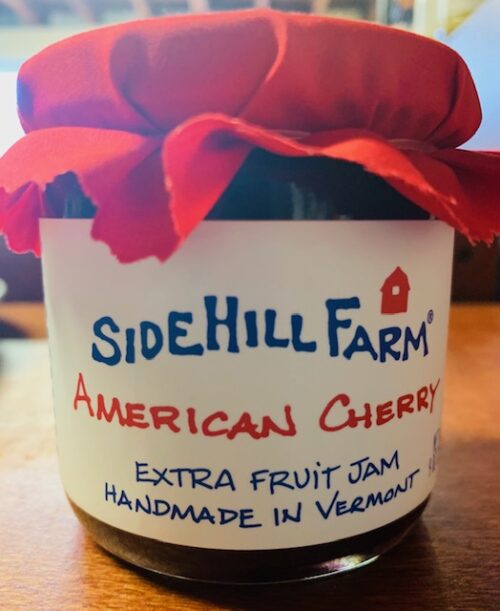 SIDEHILL FARM®
AMERICAN CHERRY
EXTRA FRUIT JAM
HANDMADE IN VERMONT